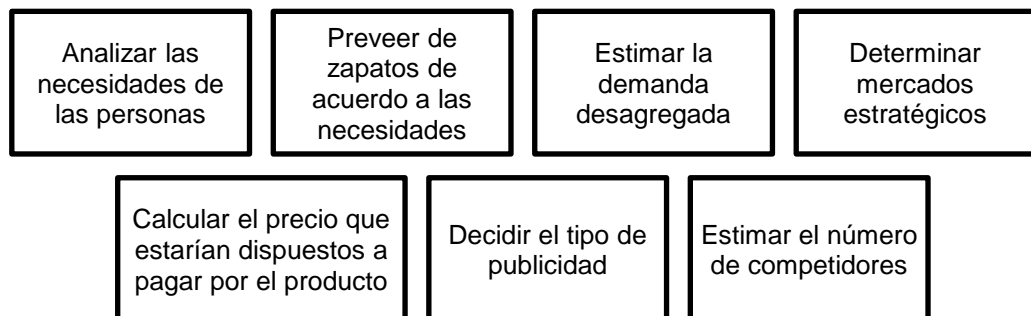 Analizar las
necesidades de
las personas
Preveer de
zapatos de
acuerdo a las
necesidades
Estimar la
demanda
desagregada
Determinar
mercados
estratégicos
Calcular el precio que
estarían dispuestos a
pagar por el producto
Decidir el tipo de
publicidad
Estimar el número
de competidores